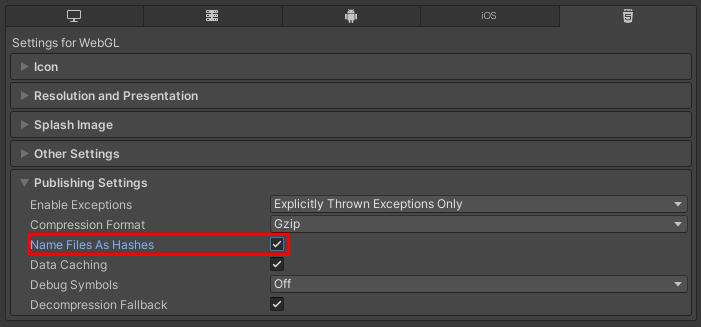 iOS
Settings for WebGL
Icon
Resolution and Presentation
Splash Image
Other Settings
Publishing Settings
Enable Exceptions Explicitly Thrown Exceptions Only
Compression Format Gzip
Name Files As Hashes
Data Caching
Debug Symbols Off
Decompression Fallback